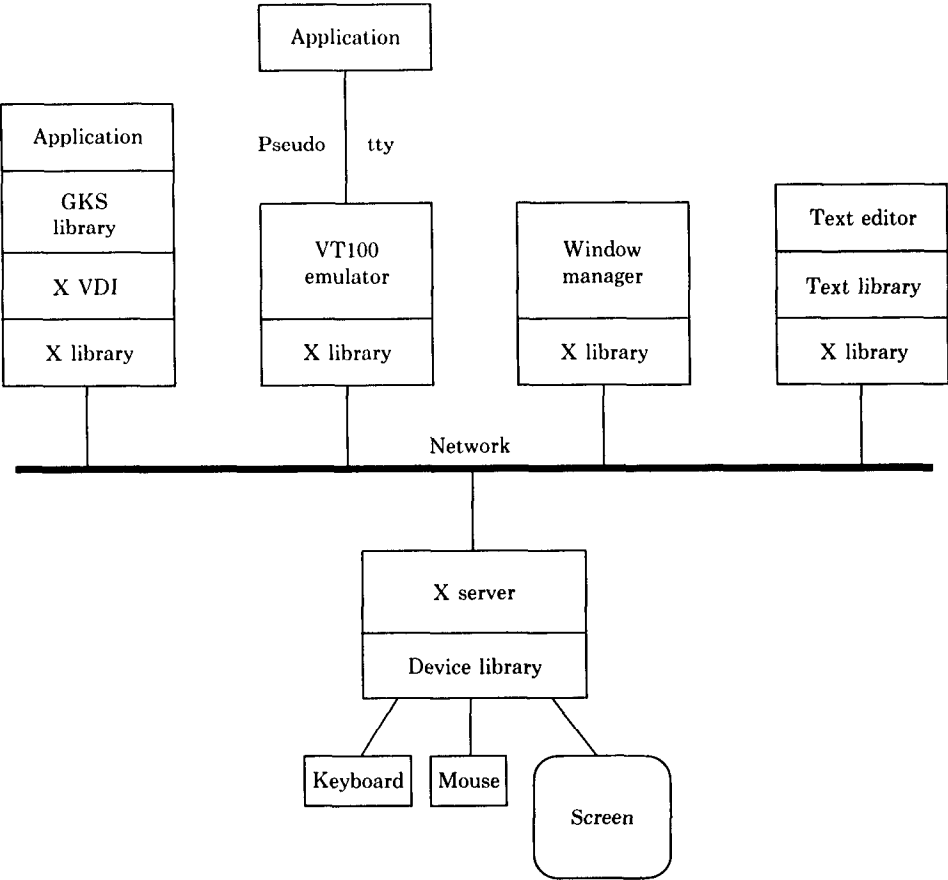 Application
Pseudo tty
Application
GKS
library
X VDI
X library
VT100
emulator
X library
Window
manager
X library
Text editor
Text library
X library
Network
X server
Device library
Keyboard
Mouse
Screen